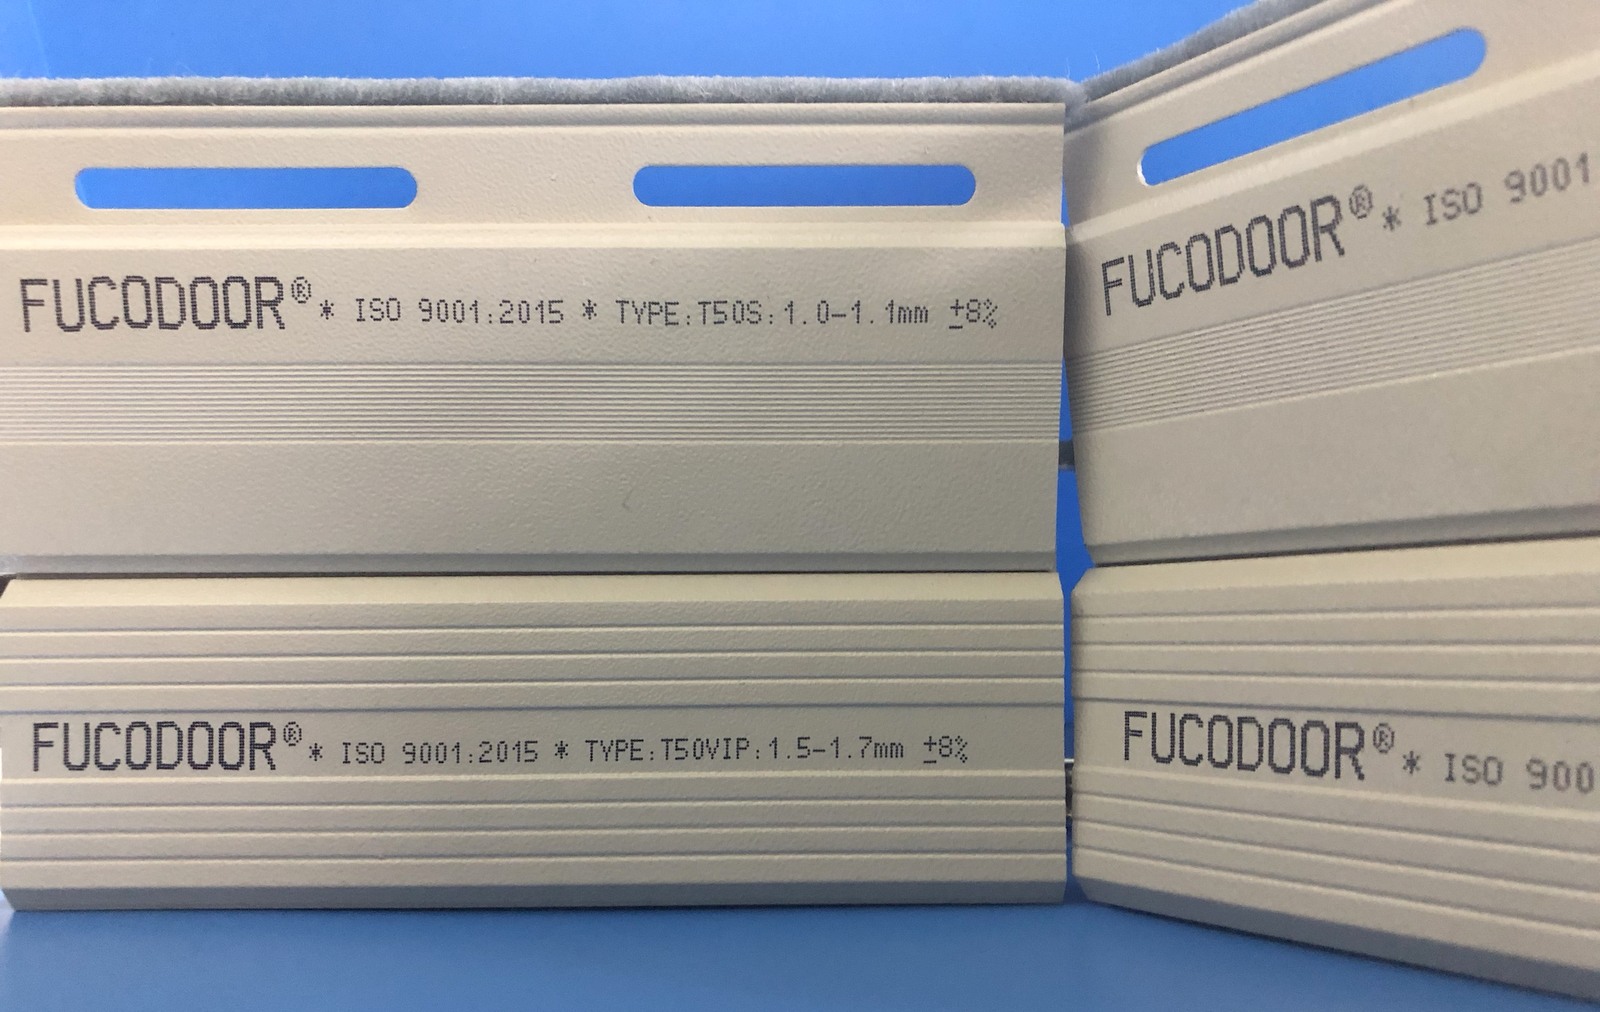 FUCODOOR® * ISO 9001:2015 * TYPE:T50S:1.0-1.1mm ±8%
FUCODOOR® * ISO 9001
FUCODOOR® * ISO 9001:2015 * TYPE:T50VIP:1.5-1.7mm ±8%
FUCODOOR® * ISO 900